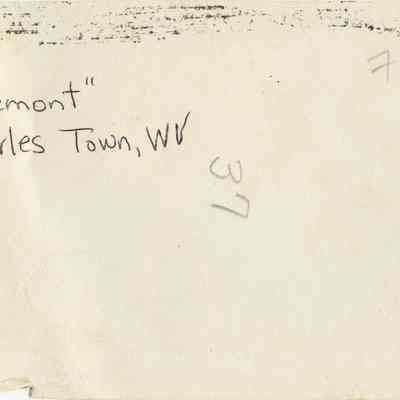 emont"
rles Town, WV
37
7